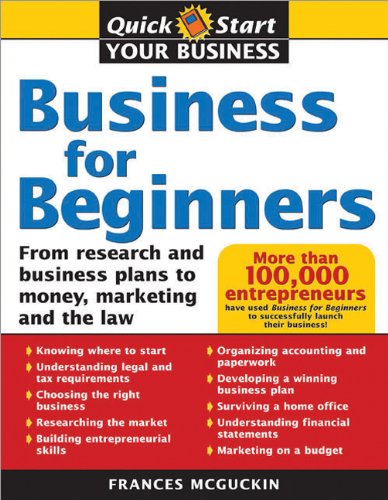 Quick Start
YOUR BUSINESS
Business
for
Beginners
From research and
business plans to
money, marketing
and the law
More than
100,000
entrepreneurs
have used Business for Beginners
to successfully launch
their business!
Knowing where to start
Understanding legal and
tax requirements
Choosing the right
business
Researching the market
Building entrepreneurial
skills
Organizing accounting and
paperwork
Developing a winning
business plan
Surviving a home office
Understanding financial
statements
Marketing on a budget
FRANCES MCGUCKIN